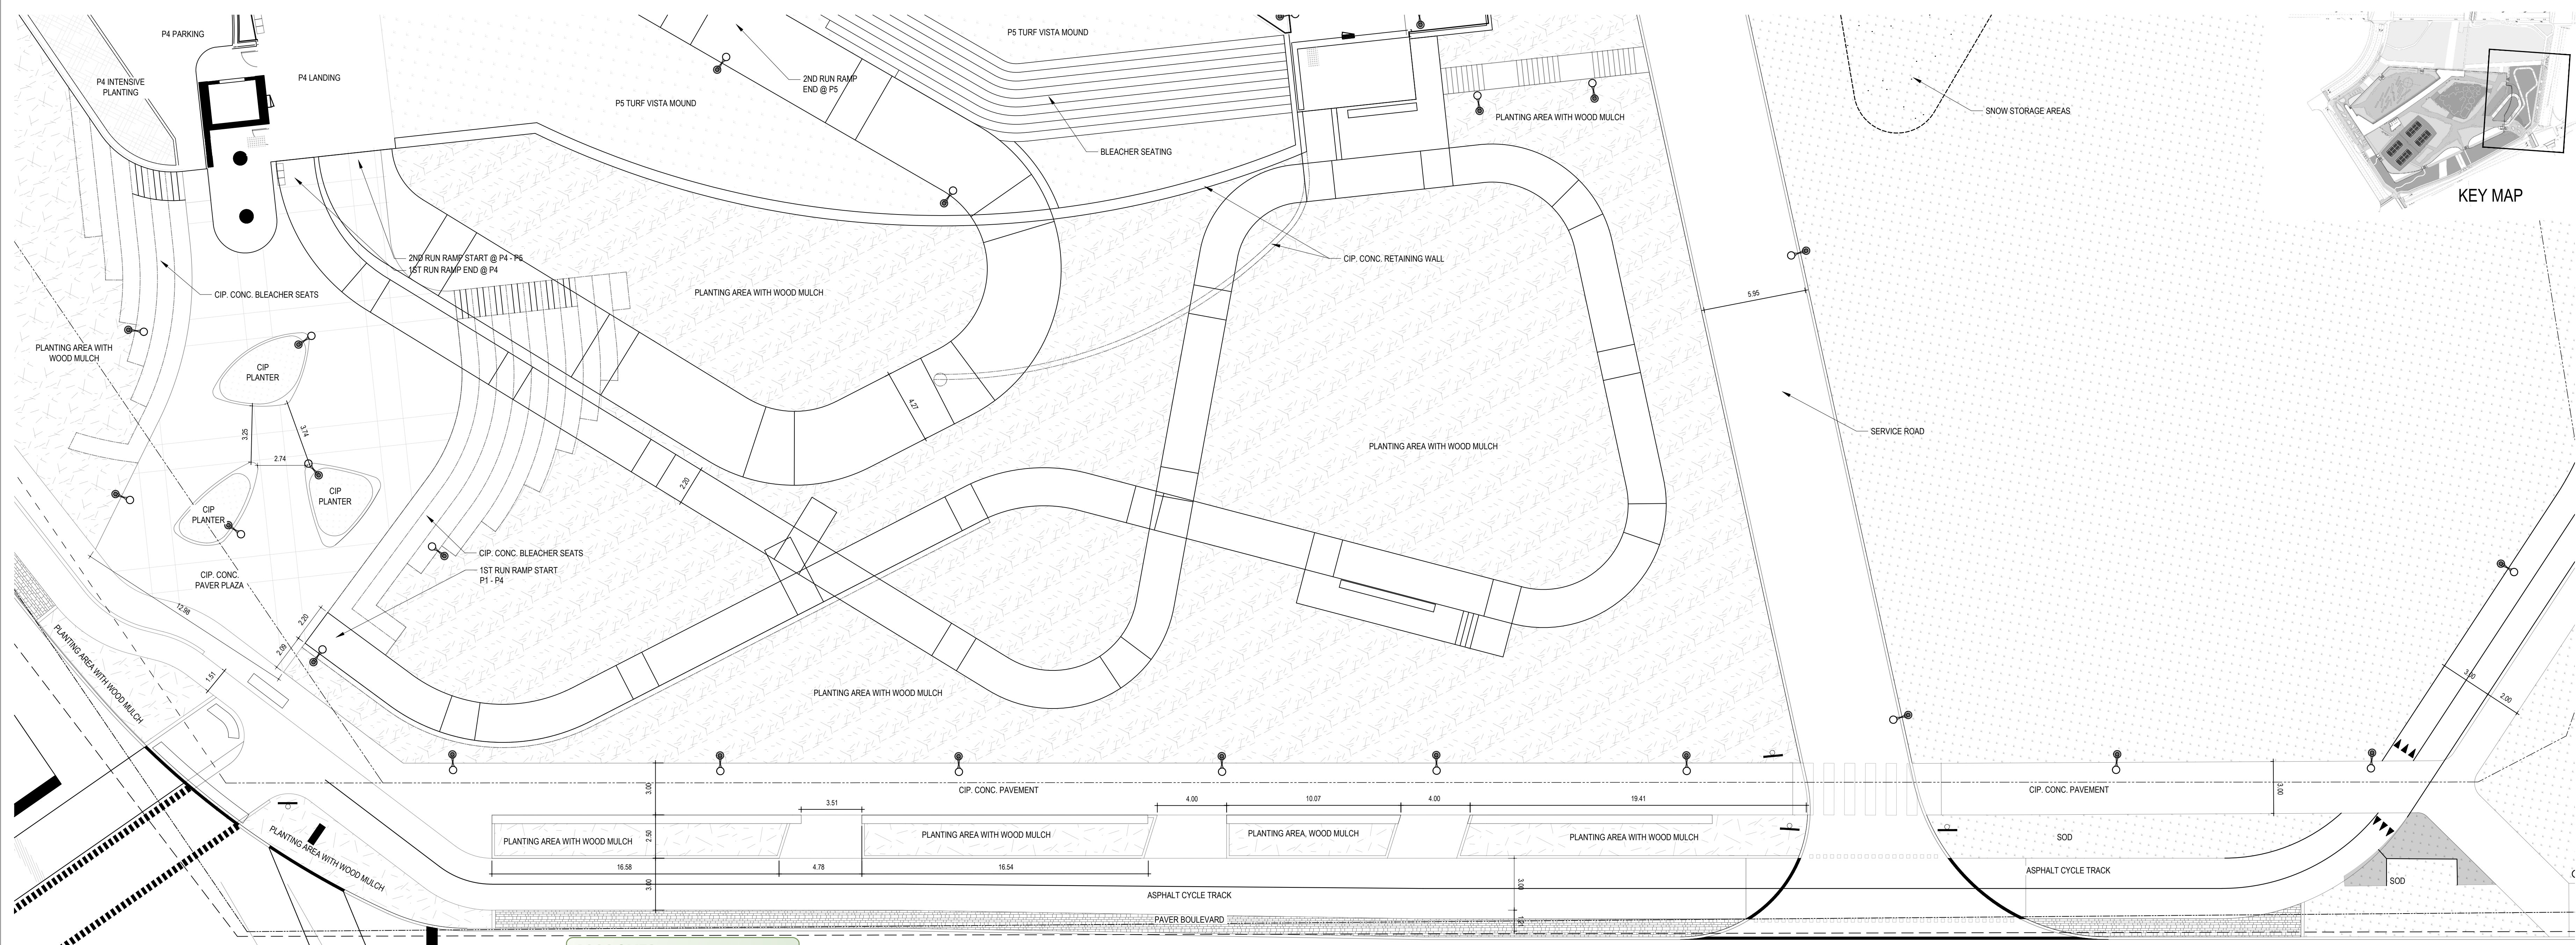 P4 PARKING
P4 INTENSIVE
PLANTING
P4 LANDING
P5 TURF VISTA MOUND
2ND RUN RAMP
END @ P5
P5 TURF VISTA MOUND
BLEACHER SEATING
PLANTING AREA WITH WOOD MULCH
SNOW STORAGE AREAS
KEY MAP
2ND RUN RAMP START @ P4 - P5
1ST RUN RAMP END @ P4
CIP. CONC. RETAINING WALL
CIP. CONC. BLEACHER SEATS
PLANTING AREA WITH WOOD MULCH
5.95
PLANTING AREA WITH
WOOD MULCH
CIP
PLANTER
4.27
3.25
3.74
2.74
SERVICE ROAD
PLANTING AREA WITH WOOD MULCH
2.20
CIP
PLANTER
CIP
PLANTER
CIP. CONC. BLEACHER SEATS
1ST RUN RAMP START
P1 - P4
CIP. CONC.
PAVER PLAZA
12.98
2.20
2.09
1.51
PLANTING AREA WITH WOOD MULCH
PLANTING AREA WITH WOOD MULCH
3.00
2.00
3.00
CIP. CONC. PAVEMENT
CIP. CONC. PAVEMENT
3.00
3.51
4.00
10.07
4.00
19.41
PLANTING AREA WITH WOOD MULCH
2.50
PLANTING AREA WITH WOOD MULCH
PLANTING AREA, WOOD MULCH
PLANTING AREA WITH WOOD MULCH
SOD
PLANTING AREA WITH WOOD MULCH
16.58
4.78
16.54
ASPHALT CYCLE TRACK
SOD
3.00
3.00
ASPHALT CYCLE TRACK
PAVER BOULEVARD